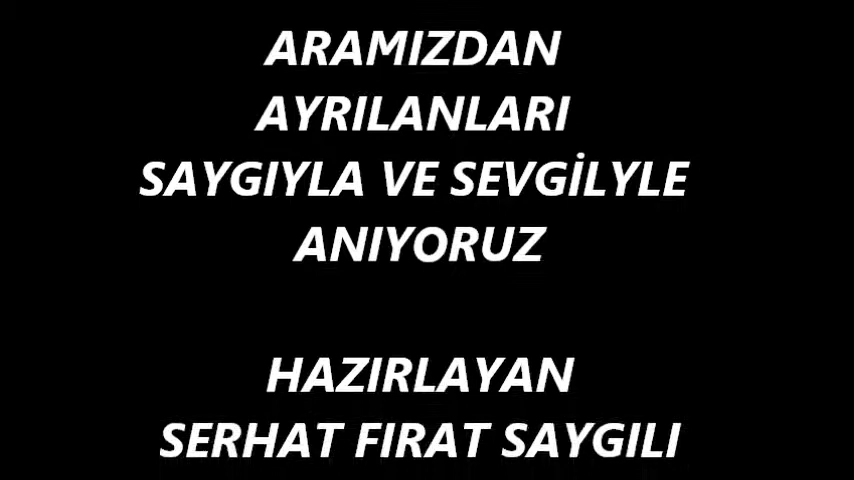 ARAMIZDAN
AYRILANLARI
SAYGIYLA VE SEVGİLYLE
ANIYORUZ
HAZIRLAYAN
SERHAT FIRAT SAYGILI